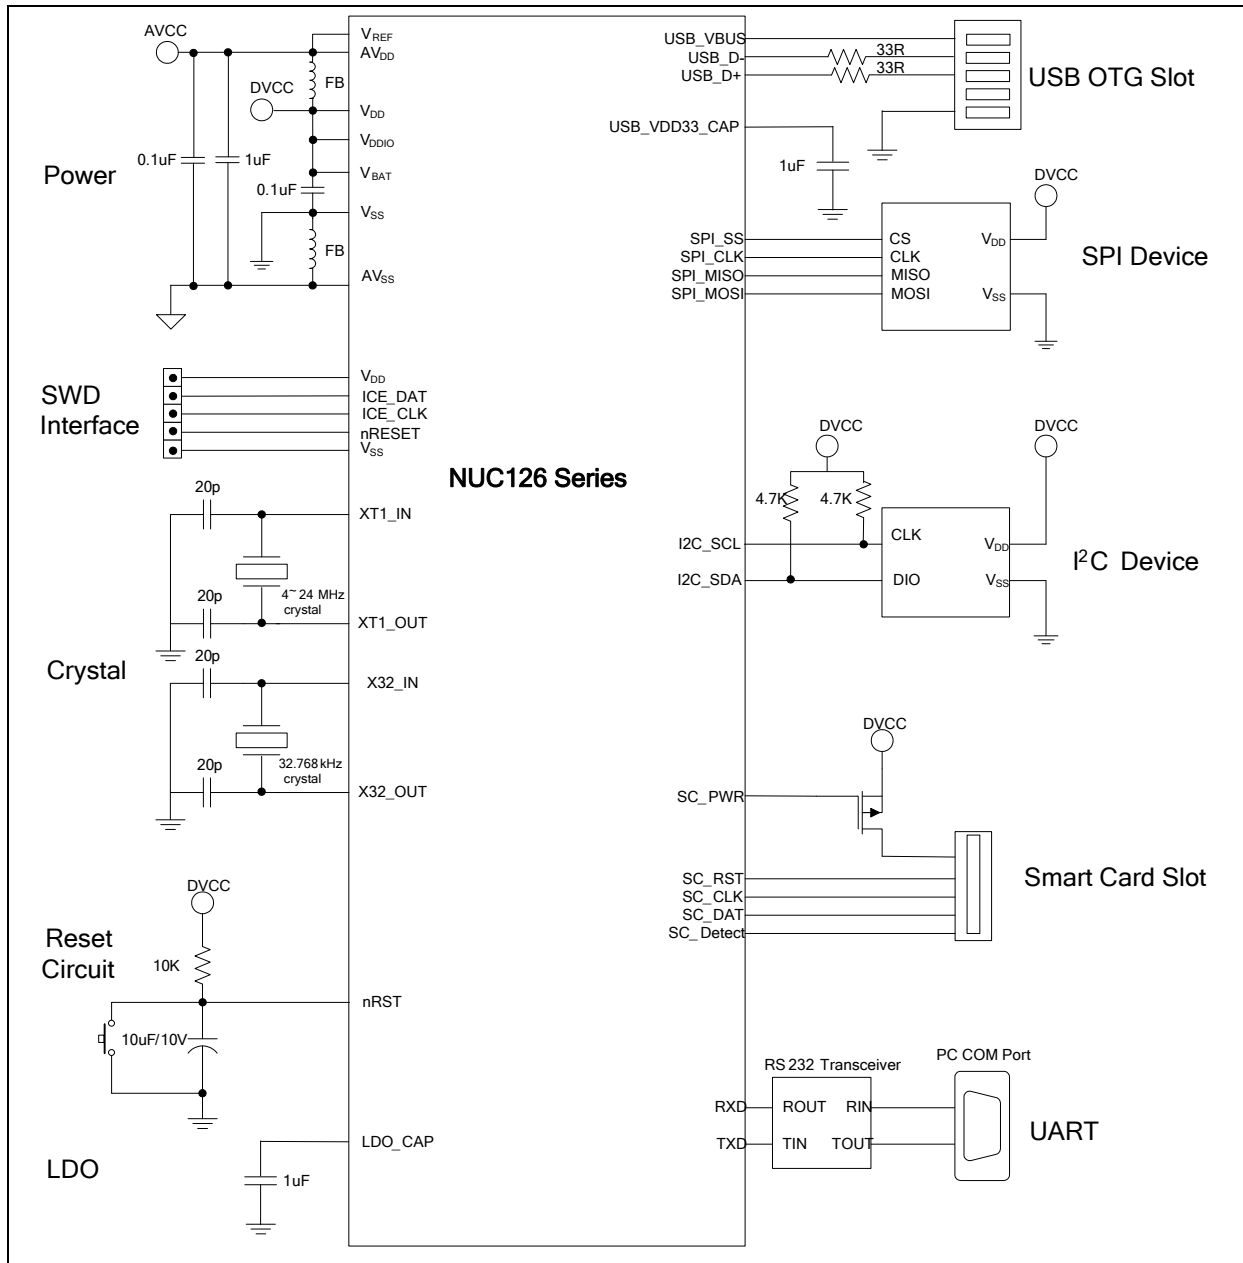 AVCC
VREF
AVDD
FB
DVCC
VDD
VDDIO
0.1uF
1uF
Power
VBAT
0.1uF
VSS
FB
AVSS
SWD
Interface
VDD
ICE_DAT
ICE_CLK
nRESET
VSS
NUC126 Series
20p
XT1_IN
4~24 MHz
crystal
20p
XT1_OUT
Crystal
20p
X32_IN
32.768kHz
crystal
20p
X32_OUT
Reset
Circuit
DVCC
10K
nRST
10uF/10V
LDO
LDO_CAP
1uF
USB_VBUS
USB_D-
33R
USB_D+
33R
USB OTG Slot
USB_VDD33_CAP
1uF
DVCC
SPI_SS
CS
VDD
SPI_CLK
CLK
SPI_MISO
MISO
SPI_MOSI
MOSI
VSS
SPI Device
DVCC
DVCC
4.7K
4.7K
I2C_SCL
CLK
VDD
I2C_SDA
DIO
VSS
I2C Device
DVCC
SC_PWR
SC_RST
SC_CLK
SC_DAT
SC_Detect
Smart Card Slot
RS232 Transceiver
PC COM Port
RXD
ROUT
RIN
TXD
TIN
TOUT
UART